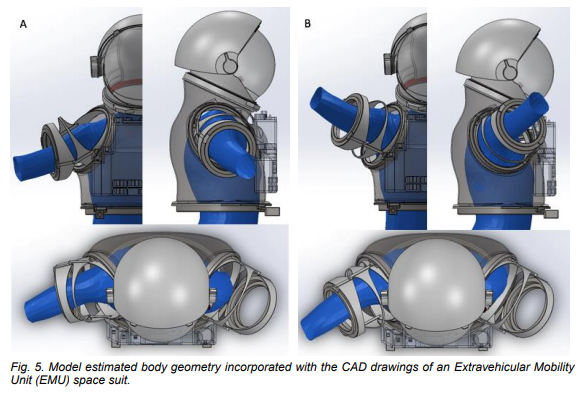 A
B
Fig. 5. Model estimated body geometry incorporated with the CAD drawings of an Extravehicular Mobility
Unit (EMU) space suit.